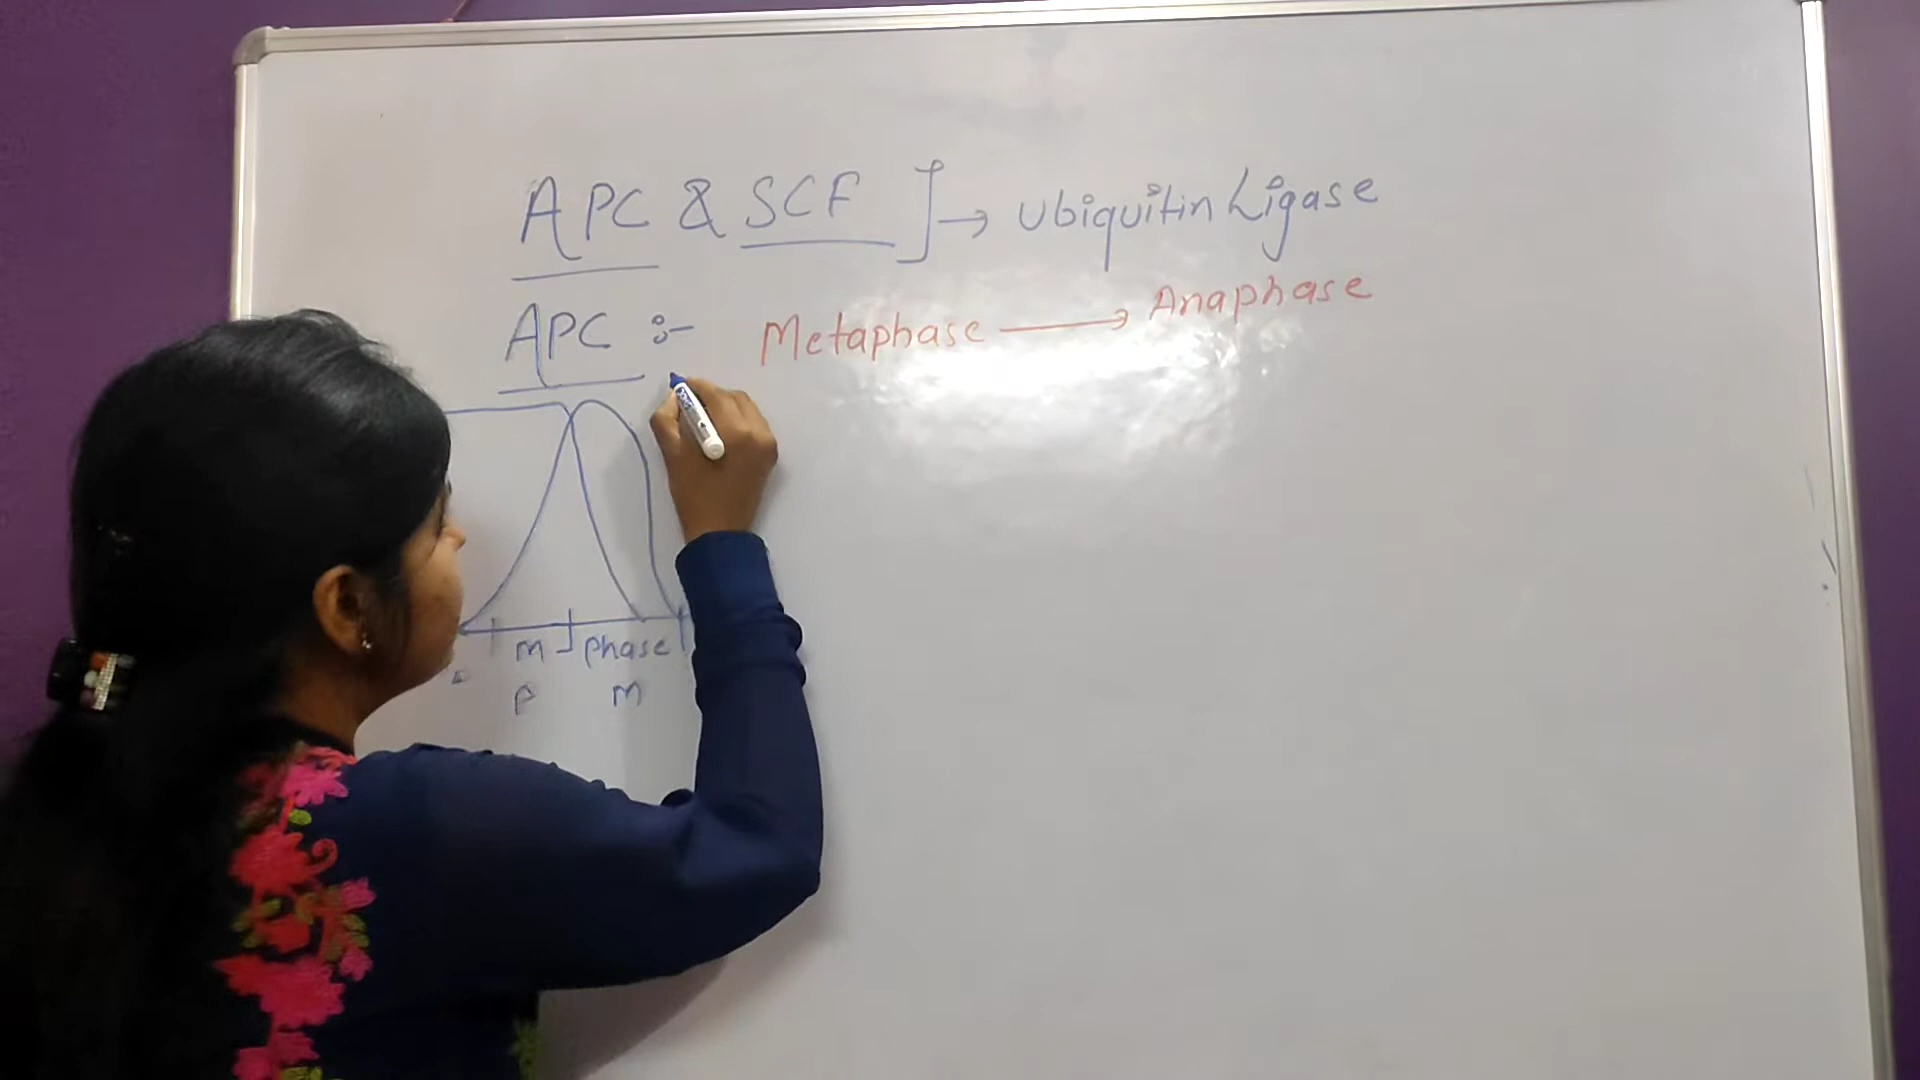 APC & SCF ] → Ubiquitin Ligase
APC :- Metaphase → Anaphase
m phase
P M